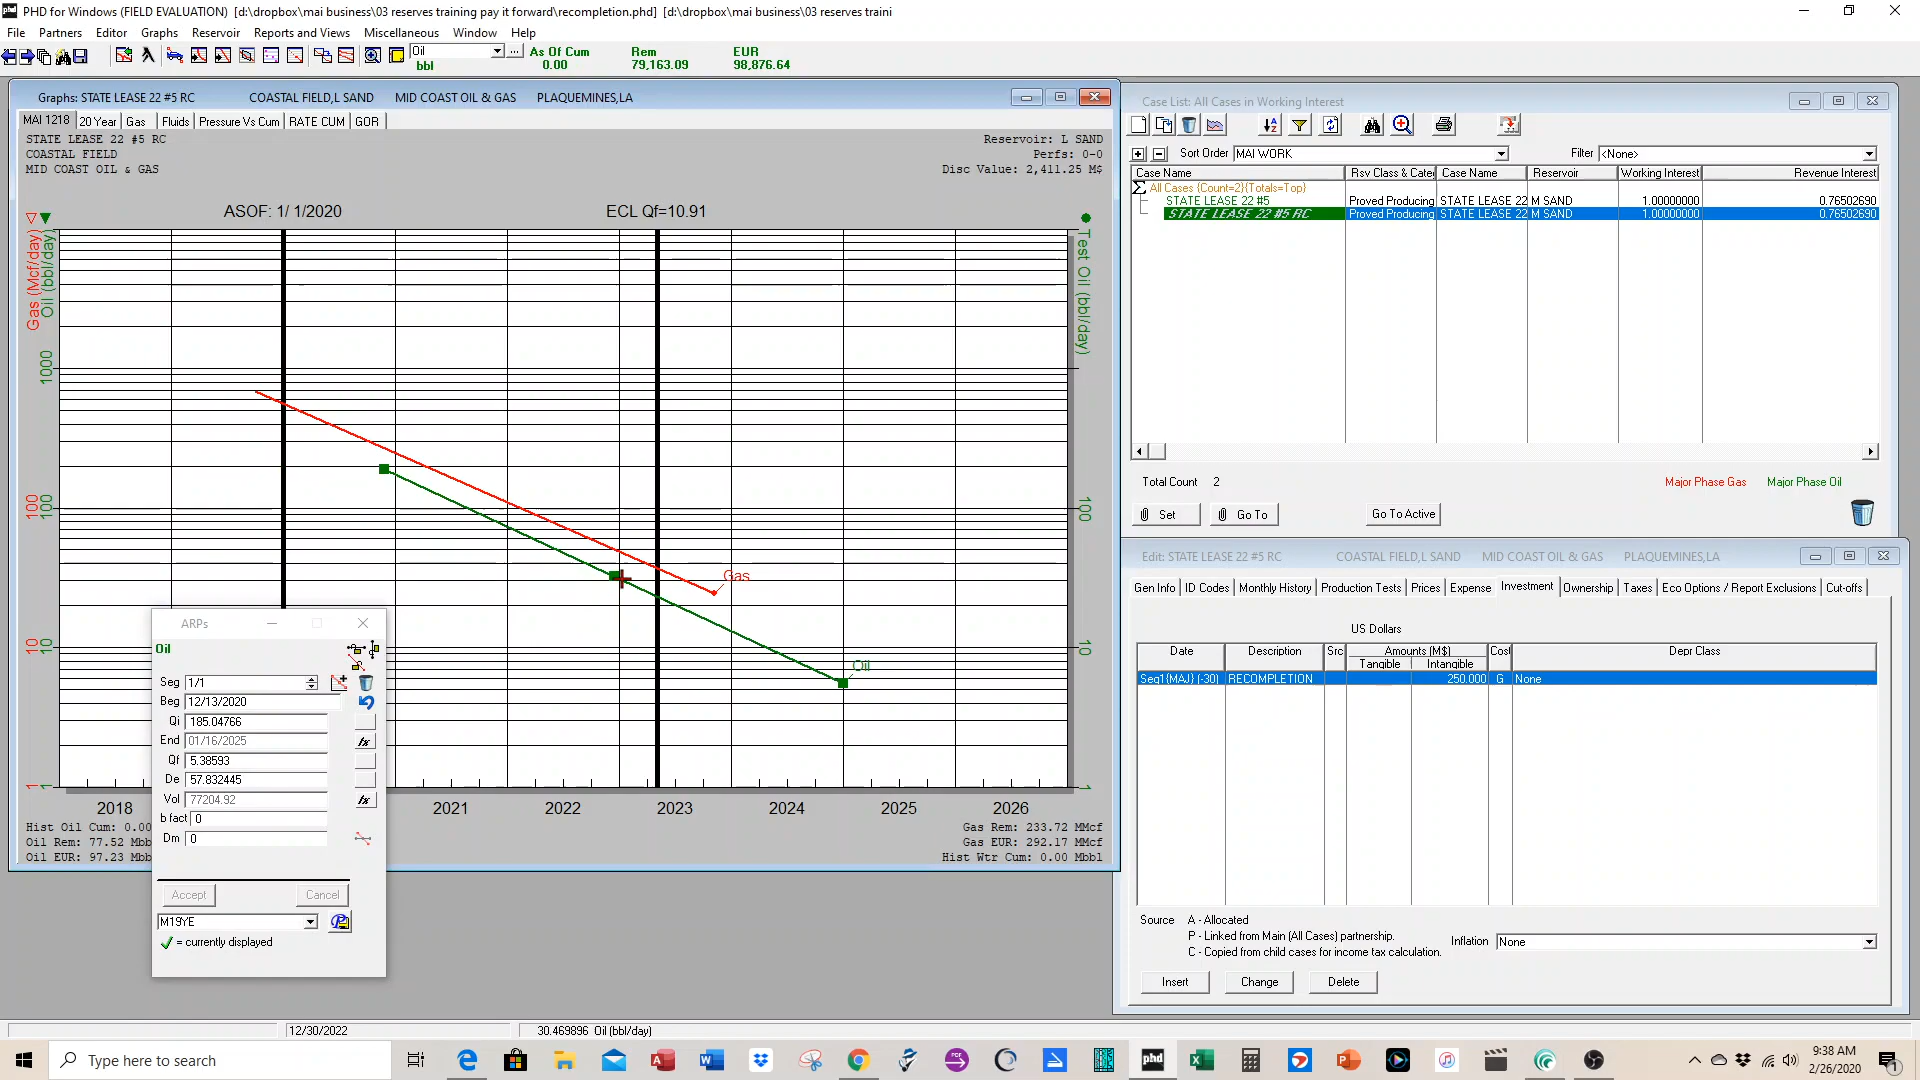 PHD for Windows (FIELD EVALUATION) [d:\dropbox\mai business\03 reserves training pay it forward\recompletion.phd] [d:\dropbox\mai business\03 reserves traini
File Partners Editor Graphs Reservoir Reports and Views Miscellaneous Window Help
Oil
bbl
As Of Cum
0.00
Rem
79,163.09
EUR
98,876.64
Graphs: STATE LEASE 22 #5 RC COASTAL FIELD,L SAND MID COAST OIL & GAS PLAQUEMINES,LA
MAI 1218 20 Year Gas Fluids Pressure Vs Cum RATE CUM GOR
STATE LEASE 22 #5 RC
COASTAL FIELD
MID COAST OIL & GAS
Reservoir: L SAND
Perfs: 0-0
Disc Value: 2,411.25 M$
ASOF: 1/ 1/2020
ECL Qf=10.91
Gas (Mcf/day)
Oil (bbl/day)
Test Oil (bbl/day)
1000
100
100
100
10
10
10
1
1
1
Gas
Oil
2018 2021 2022 2023 2024 2025 2026
Hist Oil Cum: 0.00
Oil Rem: 77.52 Mbb
Oil EUR: 97.23 Mbb
Gas Rem: 233.72 MMcf
Gas EUR: 292.17 MMcf
Hist Wtr Cum: 0.00 Mbbl
ARPs
Oil
Seg 1/1
Beg 12/13/2020
Qi 185.04766
End 01/16/2025
Qf 5.38593
De 57.832445
Vol 77204.92
b fact 0
Dm 0
Accept Cancel
M19YE
= currently displayed
Case List: All Cases in Working Interest
Sort Order MAI WORK Filter <None>
Case Name Rsv Class & Cate Case Name Reservoir Working Interest Revenue Interest
All Cases {Count=2}{Totals=Top}
STATE LEASE 22 #5 Proved Producing STATE LEASE 22 M SAND 1.00000000 0.76502690
STATE LEASE 22 #5 RC Proved Producing STATE LEASE 22 M SAND 1.00000000 0.76502690
Total Count 2
Major Phase Gas Major Phase Oil
Set Go To Go To Active
Edit: STATE LEASE 22 #5 RC COASTAL FIELD,L SAND MID COAST OIL & GAS PLAQUEMINES,LA
Gen Info ID Codes Monthly History Production Tests Prices Expense Investment Ownership Taxes Eco Options / Report Exclusions Cut-offs
US Dollars
Date Description Src Amounts (M$) Cost Depr Class
Tangible Intangible
Seg1{MAJ} (-30) RECOMPLETION 250.000 G None
Source A - Allocated
P - Linked from Main (All Cases) partnership.
C - Copied from child cases for income tax calculation.
Inflation None
Insert Change Delete
12/30/2022 30.469896 Oil (bbl/day)
Type here to search
phd
9:38 AM
2/26/2020